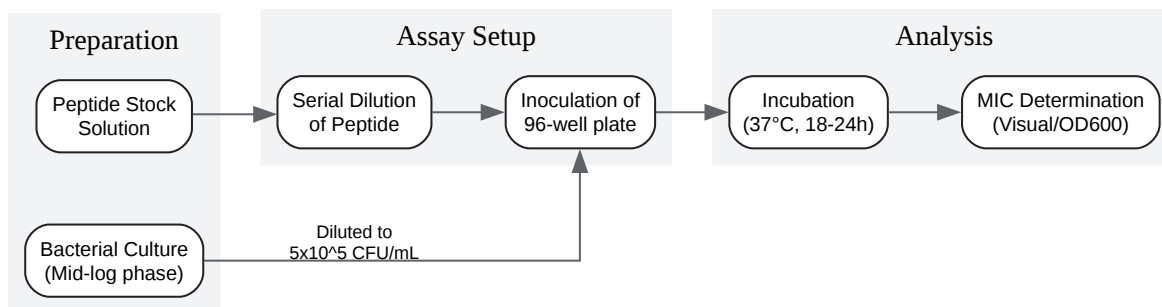 Preparation
Peptide Stock
Solution
Bacterial Culture
(Mid-log phase)
Diluted to
5x10^5 CFU/mL
Assay Setup
Serial Dilution
of Peptide
Inoculation of
96-well plate
Analysis
Incubation
(37°C, 18-24h)
MIC Determination
(Visual/OD600)